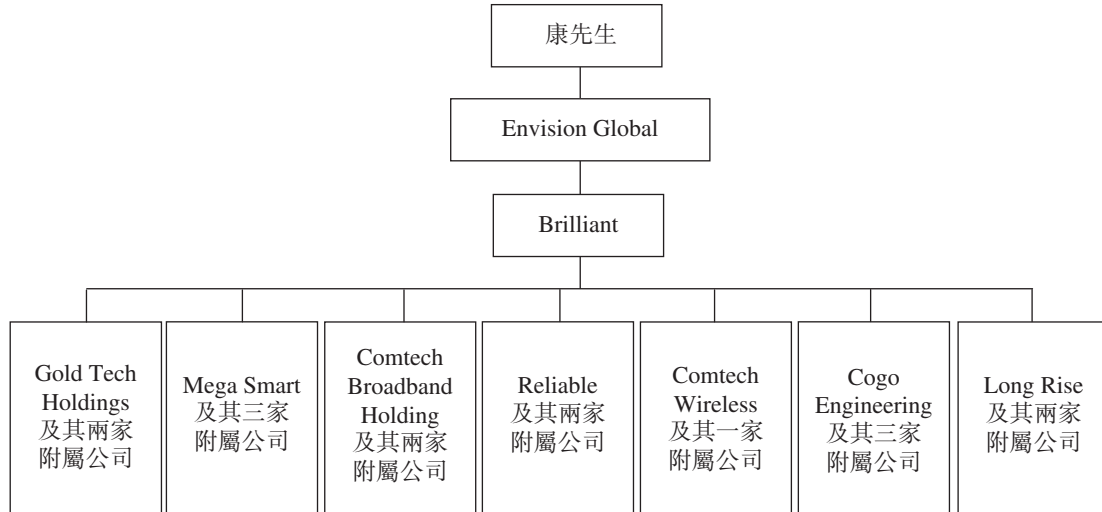 康先生
Envision Global
Brilliant
Gold Tech
Holdings
及其兩家
附屬公司
Mega Smart
及其三家
附屬公司
Comtech
Broadband
Holding
及其兩家
附屬公司
Reliable
及其兩家
附屬公司
Comtech
Wireless
及其一家
附屬公司
Cogo
Engineering
及其三家
附屬公司
Long Rise
及其兩家
附屬公司